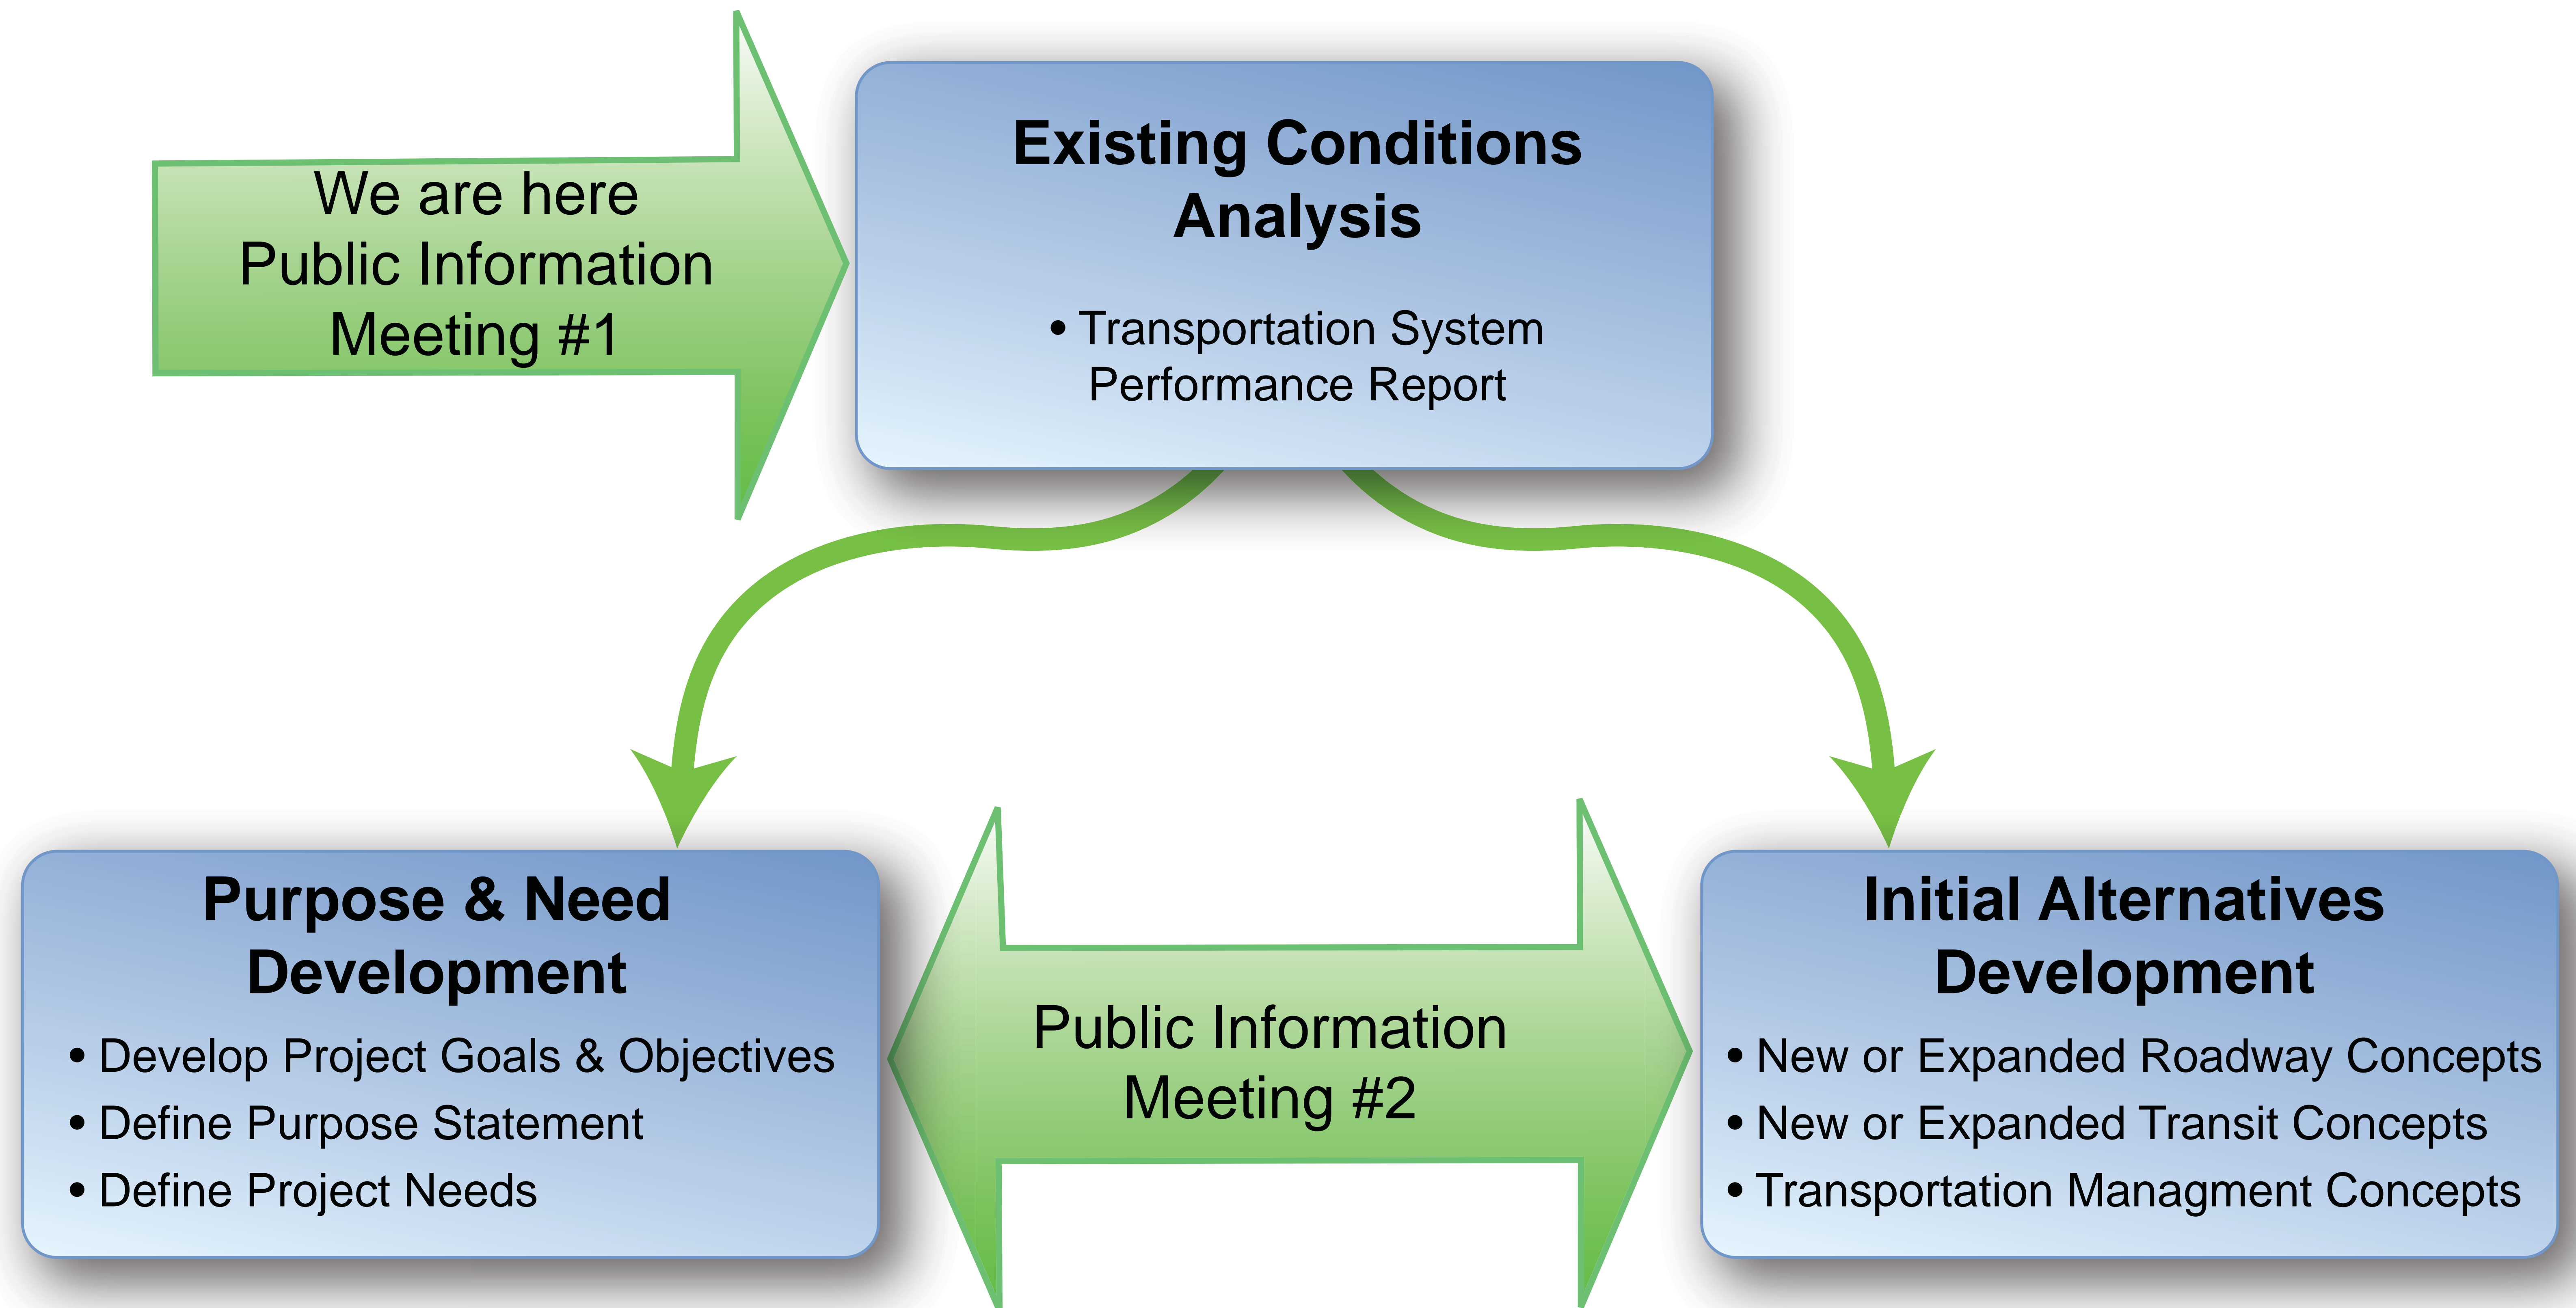 We are here
Public Information
Meeting #1
Existing Conditions
Analysis
• Transportation System
Performance Report
Purpose & Need
Development
• Develop Project Goals & Objectives
• Define Purpose Statement
• Define Project Needs
Public Information
Meeting #2
Initial Alternatives
Development
• New or Expanded Roadway Concepts
• New or Expanded Transit Concepts
• Transportation Managment Concepts